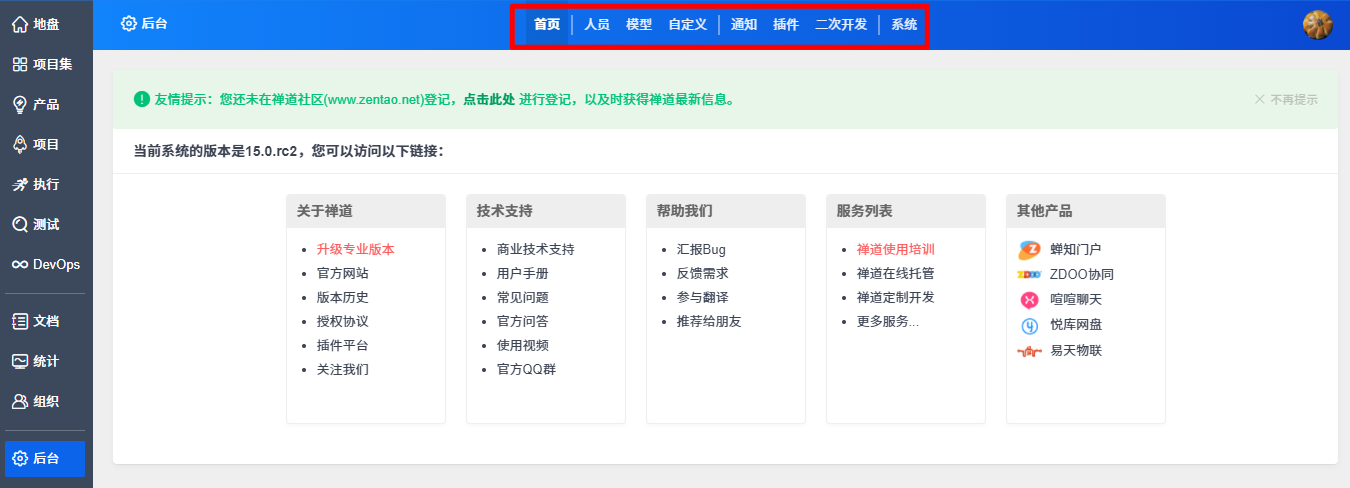 地盘
项目集
产品
项目
执行
测试
DevOps
文档
统计
组织
后台
后台
首页 人员 模型 自定义 通知 插件 二次开发 系统
友情提示：您还未在禅道社区(www.zentao.net)登记，点击此处 进行登记，以及时获得禅道最新信息。
不再提示
当前系统的版本是15.0.rc2，您可以访问以下链接：
关于禅道
升级专业版本
官方网站
版本历史
授权协议
插件平台
关注我们
技术支持
商业技术支持
用户手册
常见问题
官方问答
使用视频
官方QQ群
帮助我们
汇报Bug
反馈需求
参与翻译
推荐给朋友
服务列表
禅道使用培训
禅道在线托管
禅道定制开发
更多服务...
其他产品
蝉知门户
ZDOO协同
喧喧聊天
悦库网盘
易天物联